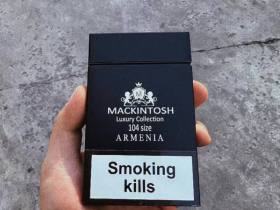 MACKINTOSH
Luxury Collection
104 size
ARMENIA
Smoking
kills